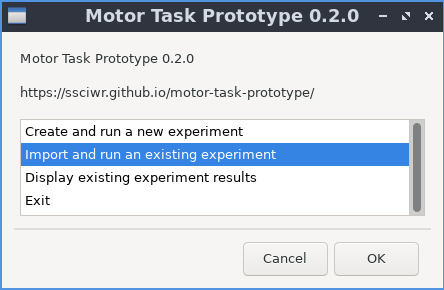 Motor Task Prototype 0.2.0
Motor Task Prototype 0.2.0
https://ssciwr.github.io/motor-task-prototype/
Create and run a new experiment
Import and run an existing experiment
Display existing experiment results
Exit
Cancel
OK